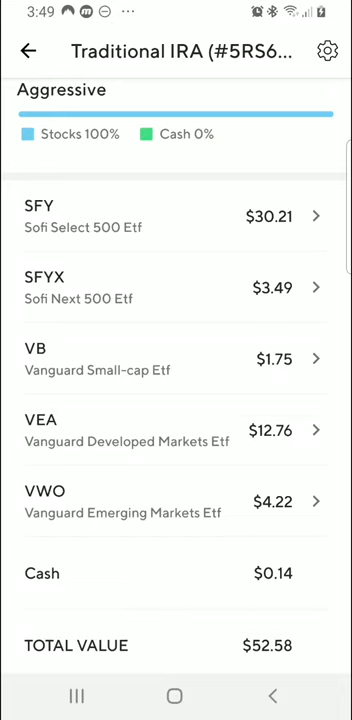 3:49
Traditional IRA (#5RS6...
Aggressive
Stocks 100% Cash 0%
SFY
$30.21
Sofi Select 500 Etf
SFYX
$3.49
Sofi Next 500 Etf
VB
$1.75
Vanguard Small-cap Etf
VEA
$12.76
Vanguard Developed Markets Etf
VWO
$4.22
Vanguard Emerging Markets Etf
Cash $0.14
TOTAL VALUE $52.58